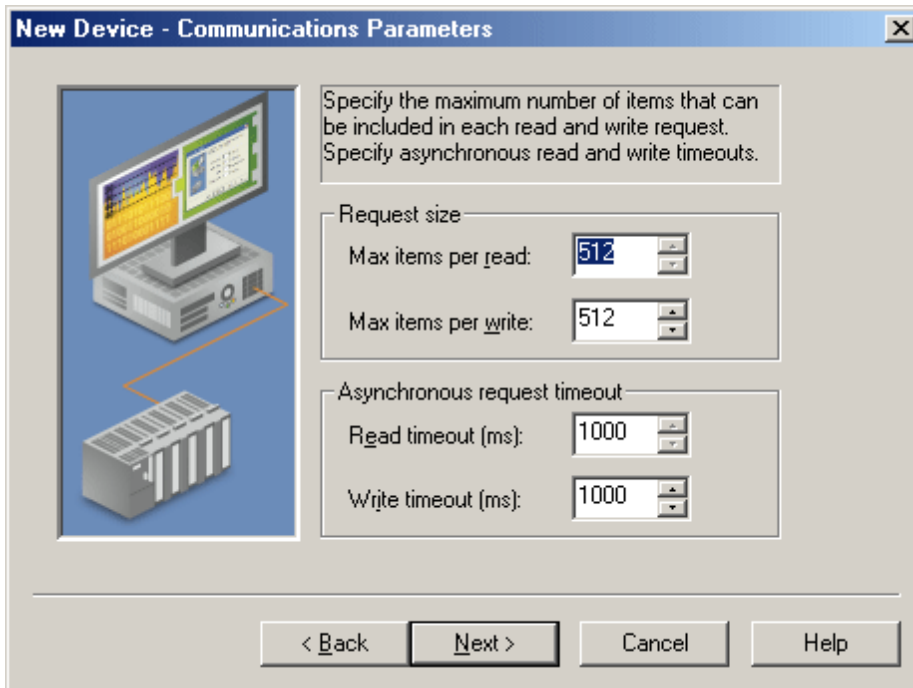 New Device - Communications Parameters
Specify the maximum number of items that can
be included in each read and write request.
Specify asynchronous read and write timeouts.
Request size
Max items per read: 512
Max items per write: 512
Asynchronous request timeout
Read timeout (ms): 1000
Write timeout (ms): 1000
< Back Next > Cancel Help